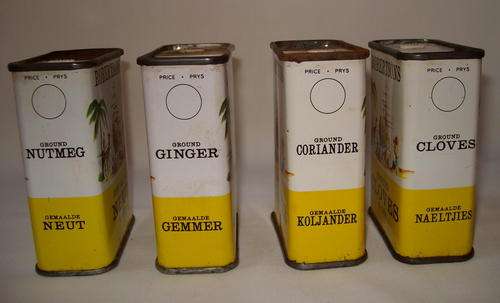 PRICE • PRYS
GROUND
NUTMEG
GEMAALDE
NEUT
PRICE • PRYS
GROUND
GINGER
GEMAALDE
GEMMER
PRICE • PRYS
GROUND
CORIANDER
GEMAALDE
KOLJANDER
ROBERTSONS
PRICE • PRYS
GROUND
CLOVES
GEMAALDE
NAELTJIES